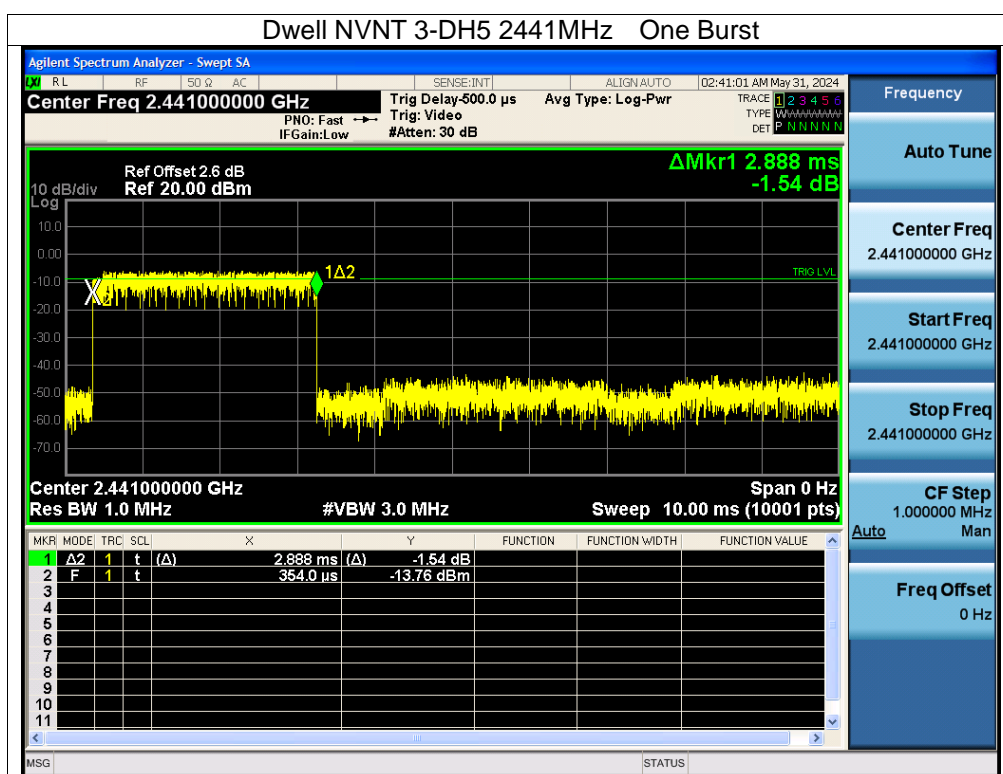 Dwell NVNT 3-DH5 2441MHz One Burst
Agilent Spectrum Analyzer - Swept SA
LXI RL RF 50 Ω AC SENSE:INT ALIGN AUTO 02:41:01 AM May 31, 2024
Center Freq 2.441000000 GHz
Trig Delay-500.0 µs Avg Type: Log-Pwr
TRACE 1 2 3 4 5 6
PNO: Fast Trig: Video
TYPE WWWWWW
IFGain:Low #Atten: 30 dB
DET P N N N N N
Frequency
ΔMkr1 2.888 ms
-1.54 dB
Ref Offset 2.6 dB
10 dB/div Ref 20.00 dBm
Log
10.0
0.00
-10.0
-20.0
-30.0
-40.0
-50.0
-60.0
-70.0
1Δ2
TRIG LVL
X2
Center 2.441000000 GHz Span 0 Hz
Res BW 1.0 MHz #VBW 3.0 MHz Sweep 10.00 ms (10001 pts)
MKR MODE TRC SCL X Y FUNCTION FUNCTION WIDTH FUNCTION VALUE
1 Δ2 1 t (Δ) 2.888 ms (Δ) -1.54 dB
2 F 1 t 354.0 µs -13.76 dBm
3
4
5
6
7
8
9
10
11
MSG STATUS
Auto Tune
Center Freq
2.441000000 GHz
Start Freq
2.441000000 GHz
Stop Freq
2.441000000 GHz
CF Step
1.000000 MHz
Auto Man
Freq Offset
0 Hz